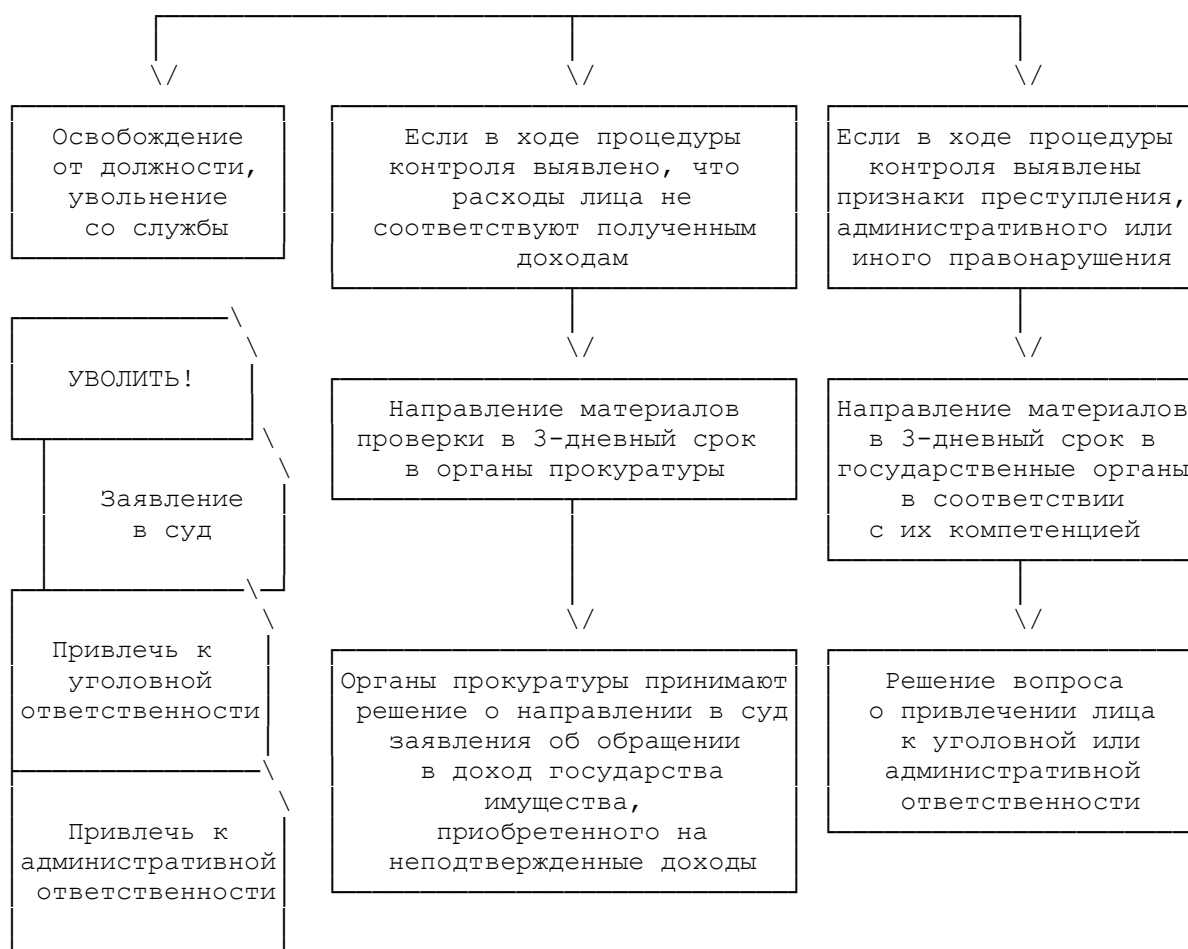 Освобождение
от должности,
увольнение
со службы
Если в ходе процедуры
контроля выявлено, что
расходы лица не
соответствуют полученным
доходам
Если в ходе процедуры
контроля выявлены
признаки преступления,
административного или
иного правонарушения
УВОЛИТЬ!
Заявление
в суд
Привлечь к
уголовной
ответственности
Привлечь к
административной
ответственности
Направление материалов
проверки в 3-дневный срок
в органы прокуратуры
Органы прокуратуры принимают
решение о направлении в суд
заявления об обращении
в доход государства
имущества,
приобретенного на
неподтвержденные доходы
Направление материалов
в 3-дневный срок в
государственные органы
в соответствии
с их компетенцией
Решение вопроса
о привлечении лица
к уголовной или
административной
ответственности